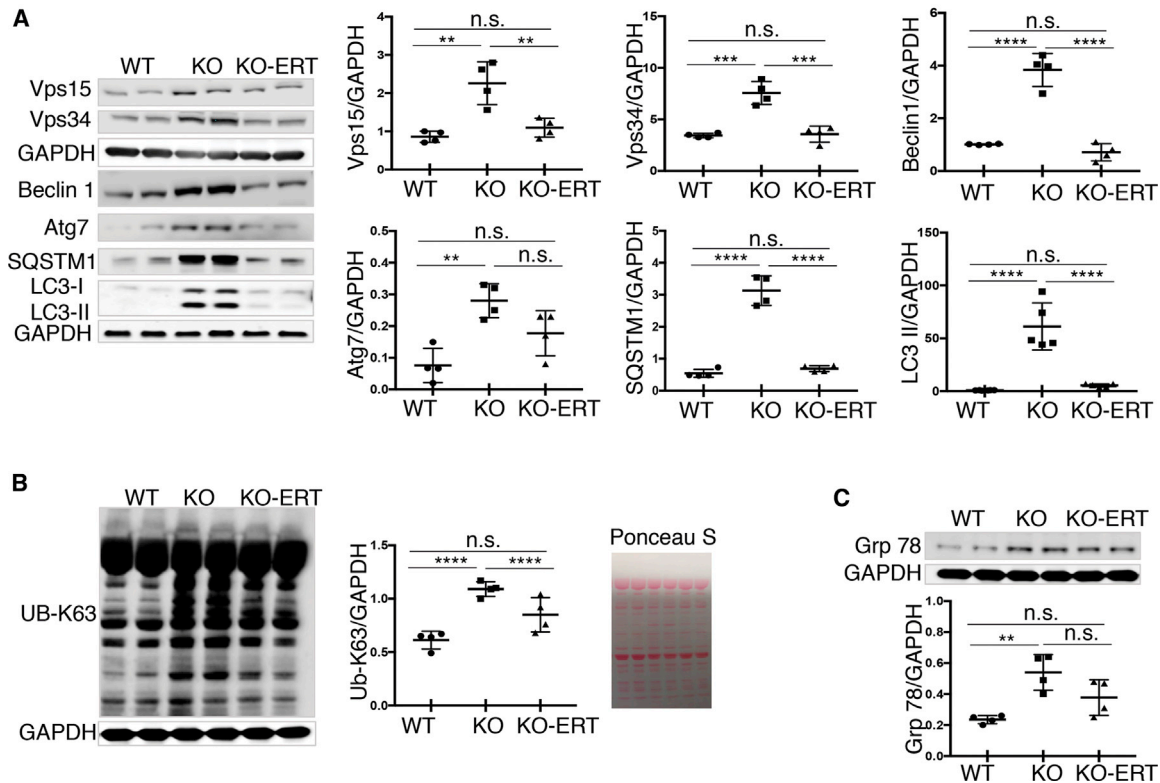 A
WT KO KO-ERT
Vps15
Vps34
GAPDH
Beclin 1
Atg7
SQSTM1
LC3-I
LC3-II
GAPDH
Vps15/GAPDH
4
3
2
1
0
n.s.
** **
WT KO KO-ERT
Vps34/GAPDH
15
10
5
0
n.s.
*** ***
WT KO KO-ERT
Beclin1/GAPDH
6
4
2
0
n.s.
**** ****
WT KO KO-ERT
Atg7/GAPDH
0.5
0.4
0.3
0.2
0.1
0.0
n.s.
** n.s.
WT KO KO-ERT
SQSTM1/GAPDH
5
4
3
2
1
0
n.s.
**** ****
WT KO KO-ERT
LC3 II/GAPDH
150
100
50
0
n.s.
**** ****
WT KO KO-ERT
B
WT KO KO-ERT
UB-K63
GAPDH
Ub-K63/GAPDH
1.5
1.0
0.5
0.0
n.s.
**** ****
WT KO KO-ERT
Ponceau S
C
WT KO KO-ERT
Grp 78
GAPDH
Grp 78/GAPDH
1.0
0.8
0.6
0.4
0.2
0.0
n.s.
** n.s.
WT KO KO-ERT